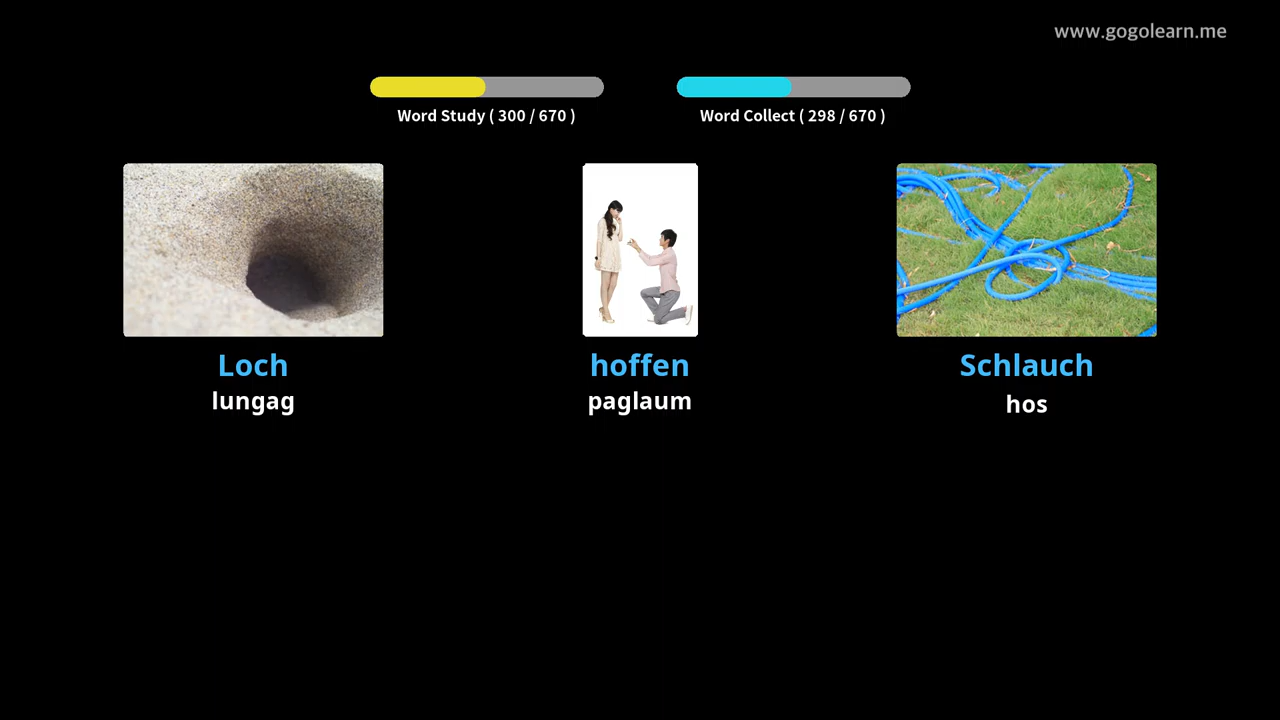 www.gogolearn.me
Word Study ( 300 / 670 )
Word Collect ( 298 / 670 )
Loch
lungag
hoffen
paglaum
Schlauch
hos